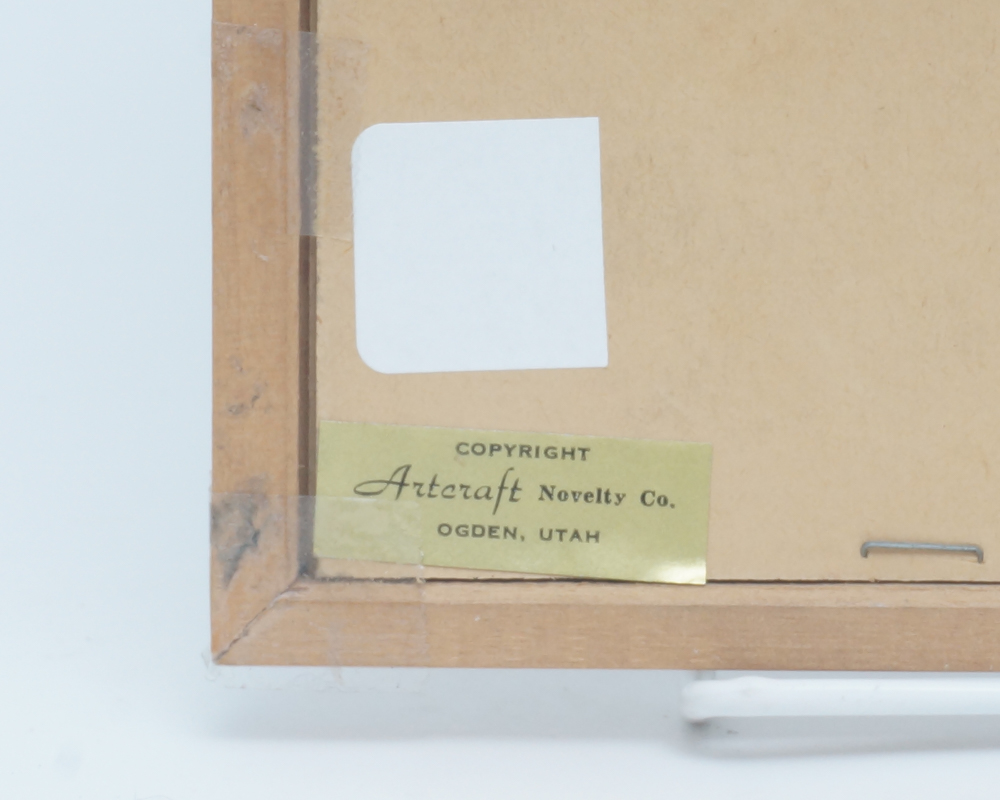 COPYRIGHT
Artcraft Novelty Co.
OGDEN, UTAH